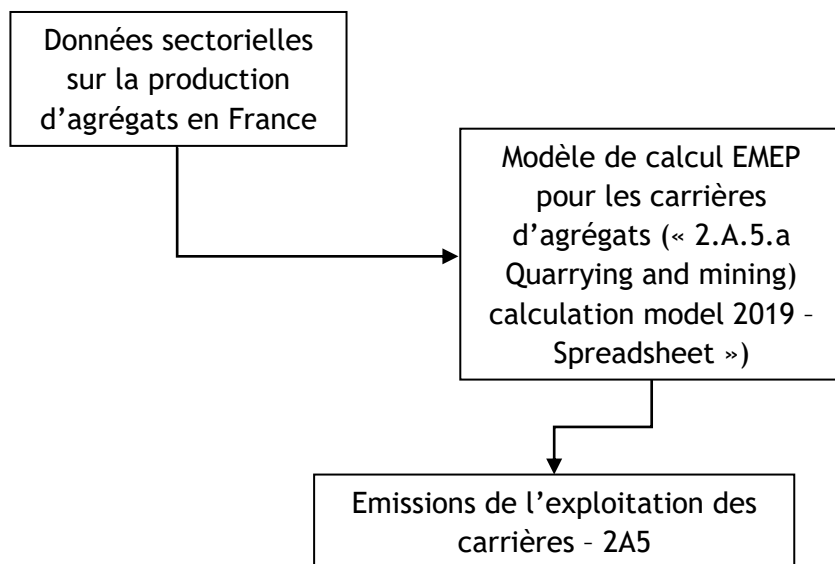 Données sectorielles
sur la production
d’agrégats en France
Modèle de calcul EMEP
pour les carrières
d’agrégats (« 2.A.5.a
Quarrying and mining)
calculation model 2019 –
Spreadsheet »)
Emissions de l’exploitation des
carrières – 2A5